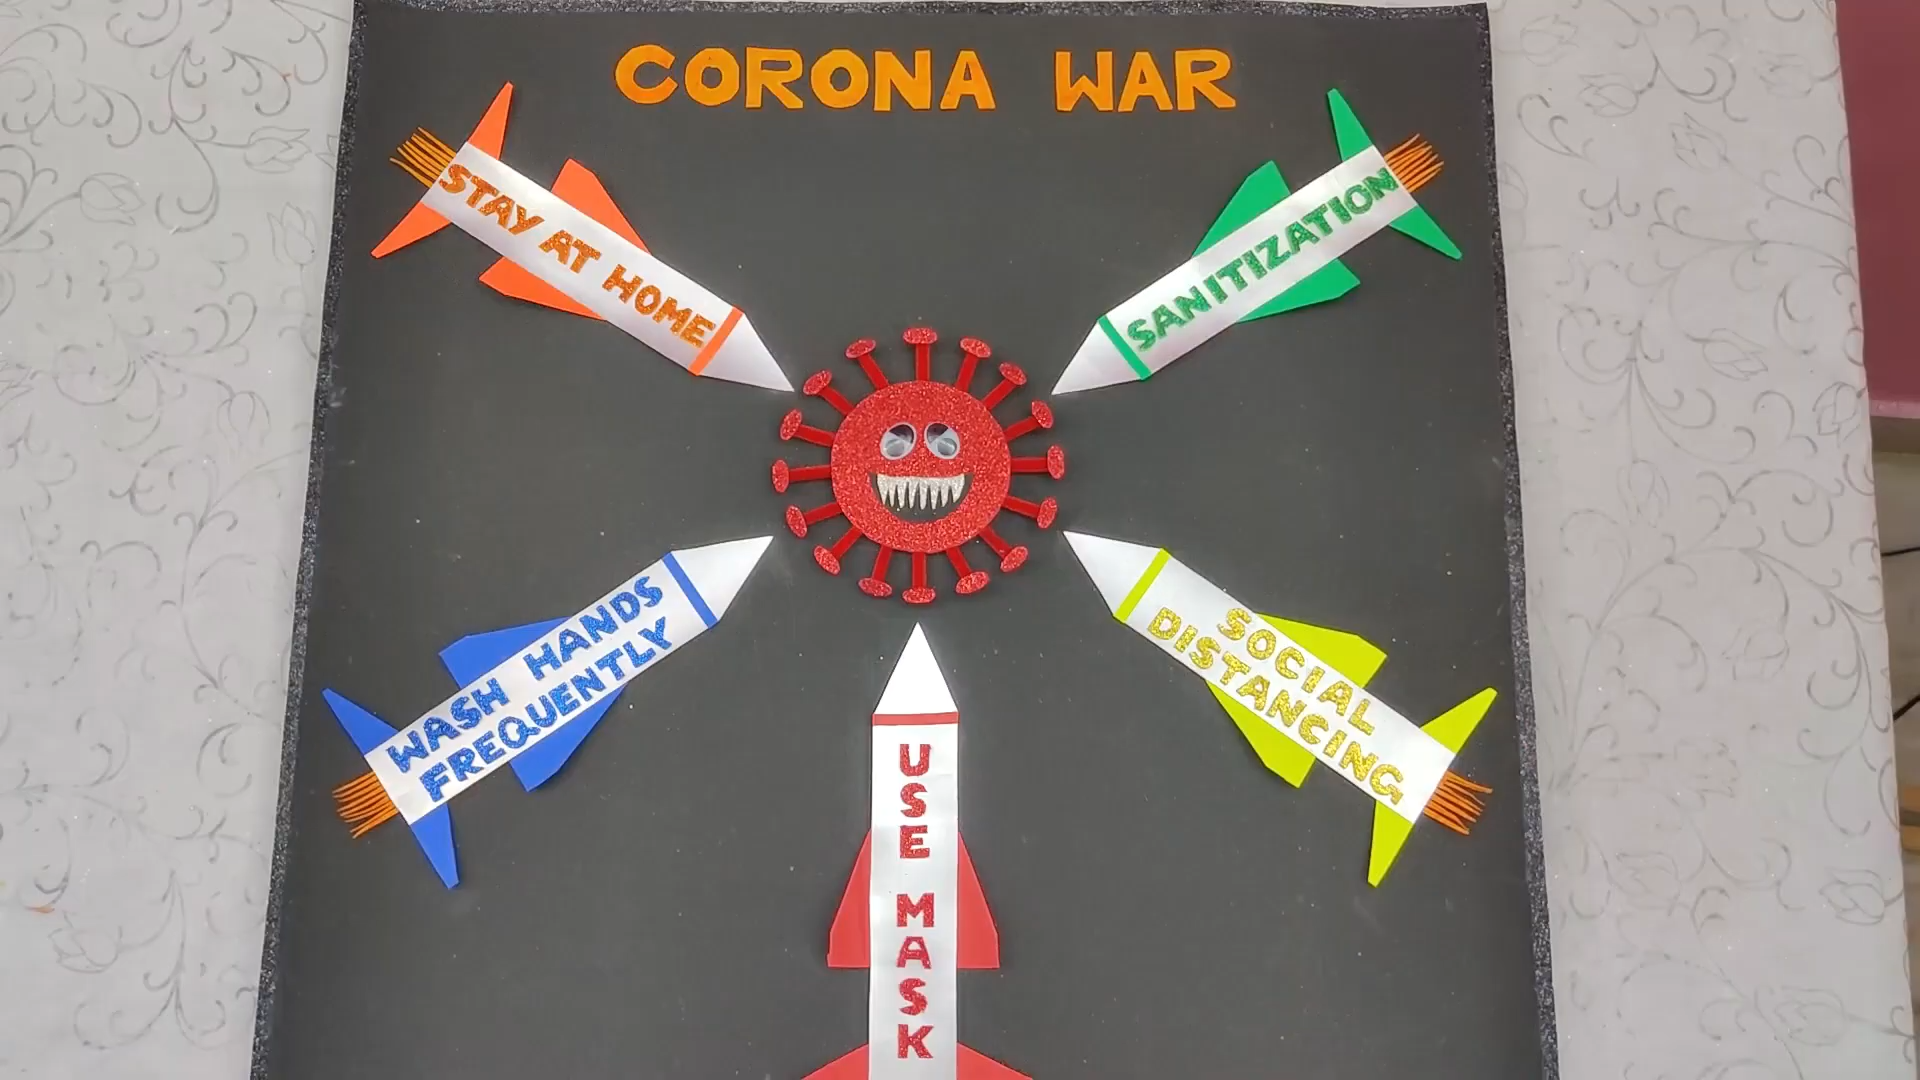 CORONA WAR
STAY AT HOME
SANITIZATION
WASH HANDS
FREQUENTLY
SOCIAL
DISTANCING
USE MASK